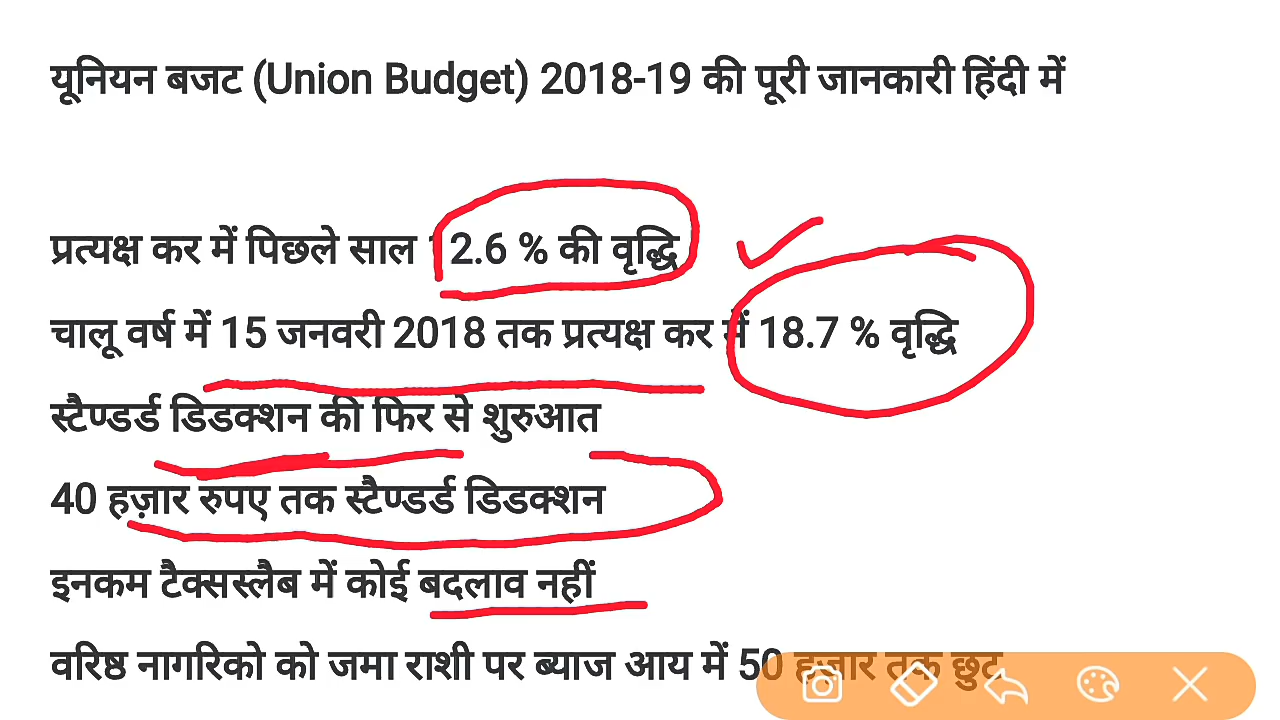 यूनियन बजट (Union Budget) 2018-19 की पूरी जानकारी हिंदी में
प्रत्यक्ष कर में पिछले साल 12.6 % की वृद्धि
चालू वर्ष में 15 जनवरी 2018 तक प्रत्यक्ष कर में 18.7 % वृद्धि
स्टैण्डर्ड डिडक्शन की फिर से शुरुआत
40 हज़ार रुपए तक स्टैण्डर्ड डिडक्शन
इनकम टैक्सस्लैब में कोई बदलाव नहीं
वरिष्ठ नागरिको को जमा राशी पर ब्याज आय में 50 हज़ार तक छुट